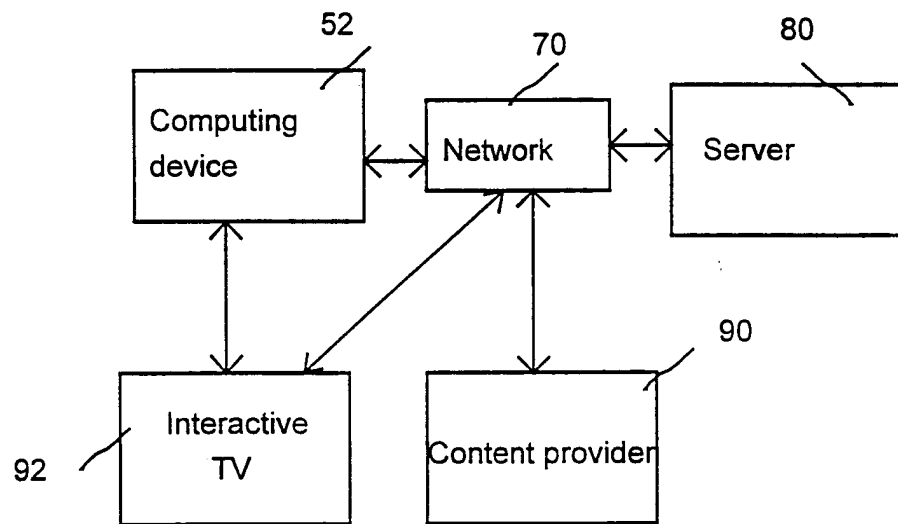 52
70
80
Computing
device
Network
Server
90
Interactive
TV
Content provider
92